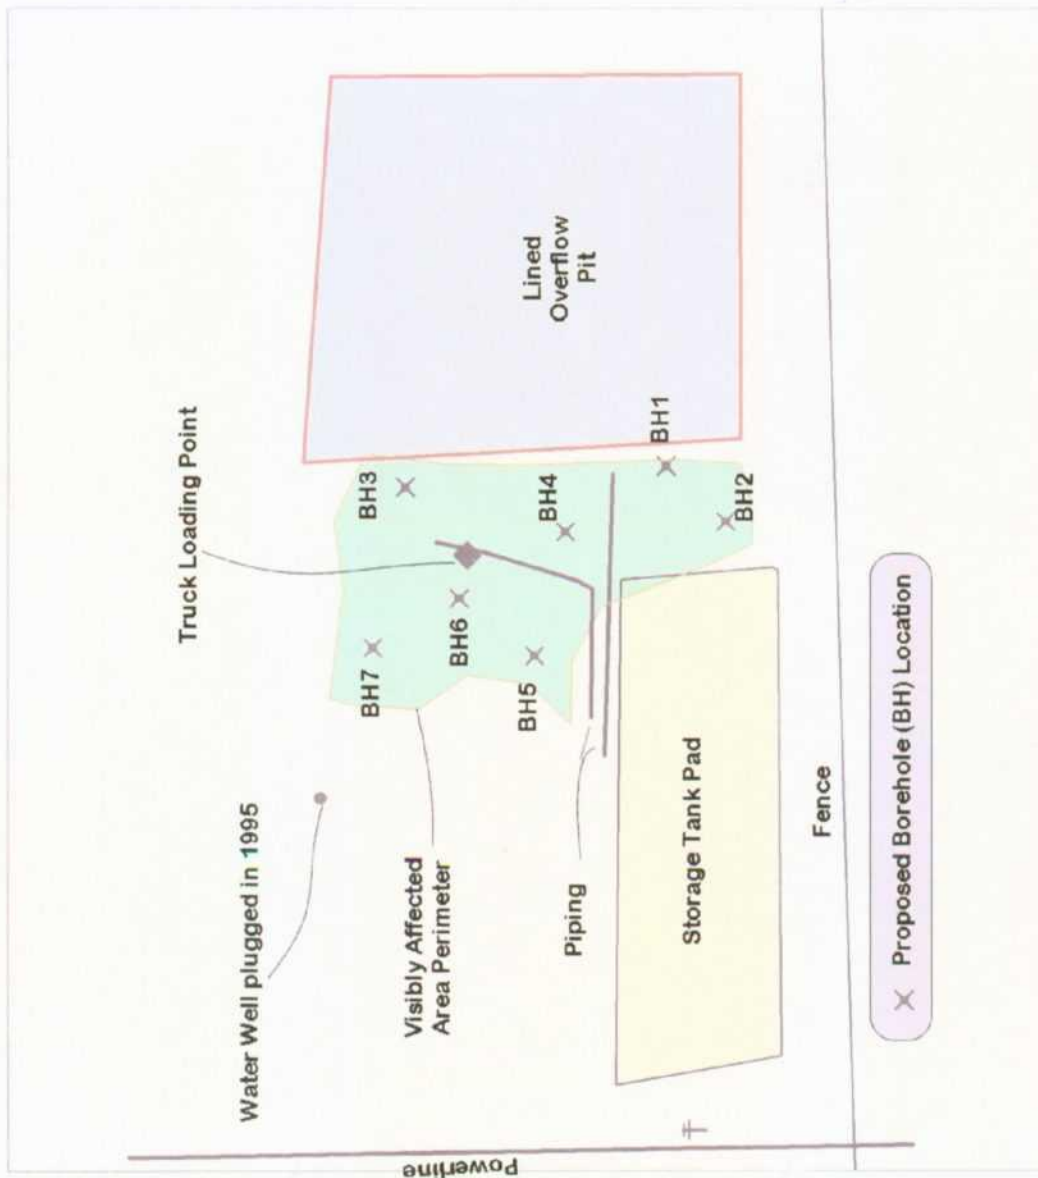 Water Well plugged in 1995
Truck Loading Point
Visibly Affected
Area Perimeter
BH7
BH3
BH6
BH5
BH4
BH1
BH2
Lined
Overflow
Pit
Piping
Storage Tank Pad
Fence
Powerline
Proposed Borehole (BH) Location